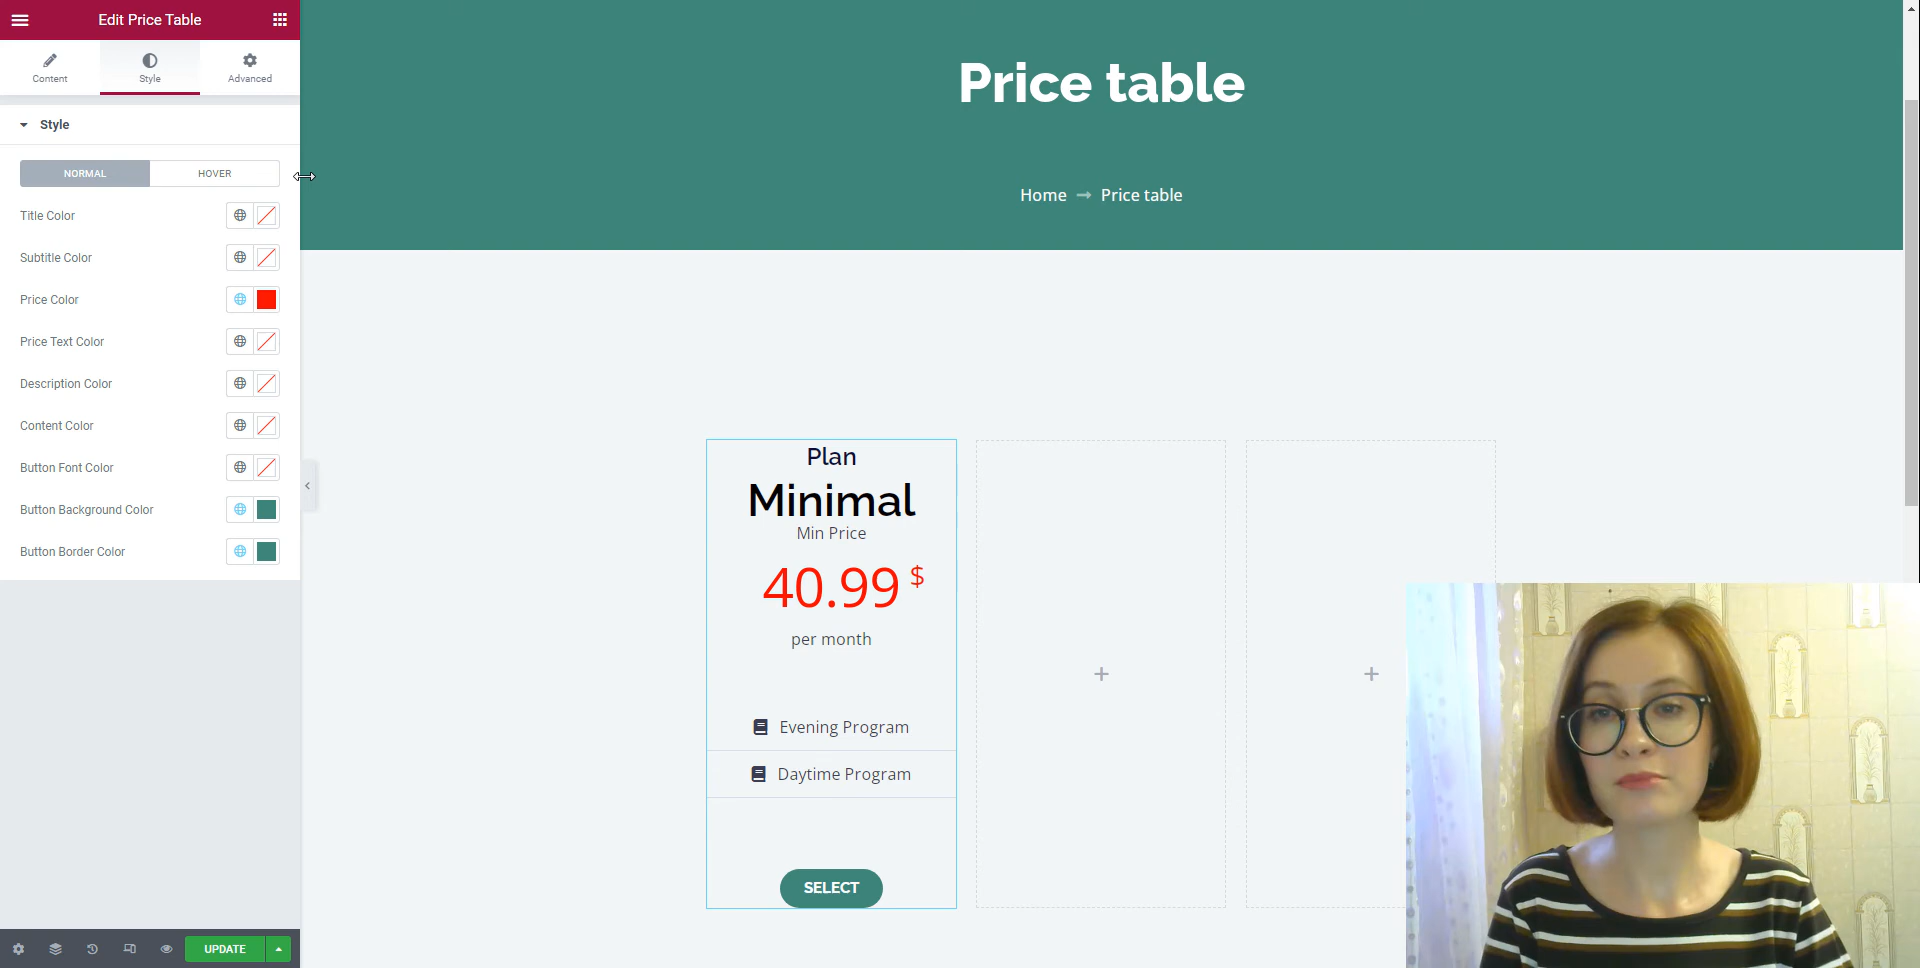 Edit Price Table
Content
Style
Advanced
Style
NORMAL
HOVER
Title Color
Subtitle Color
Price Color
Price Text Color
Description Color
Content Color
Button Font Color
Button Background Color
Button Border Color
UPDATE
Price table
Home → Price table
Plan
Minimal
Min Price
40.99 $
per month
Evening Program
Daytime Program
SELECT